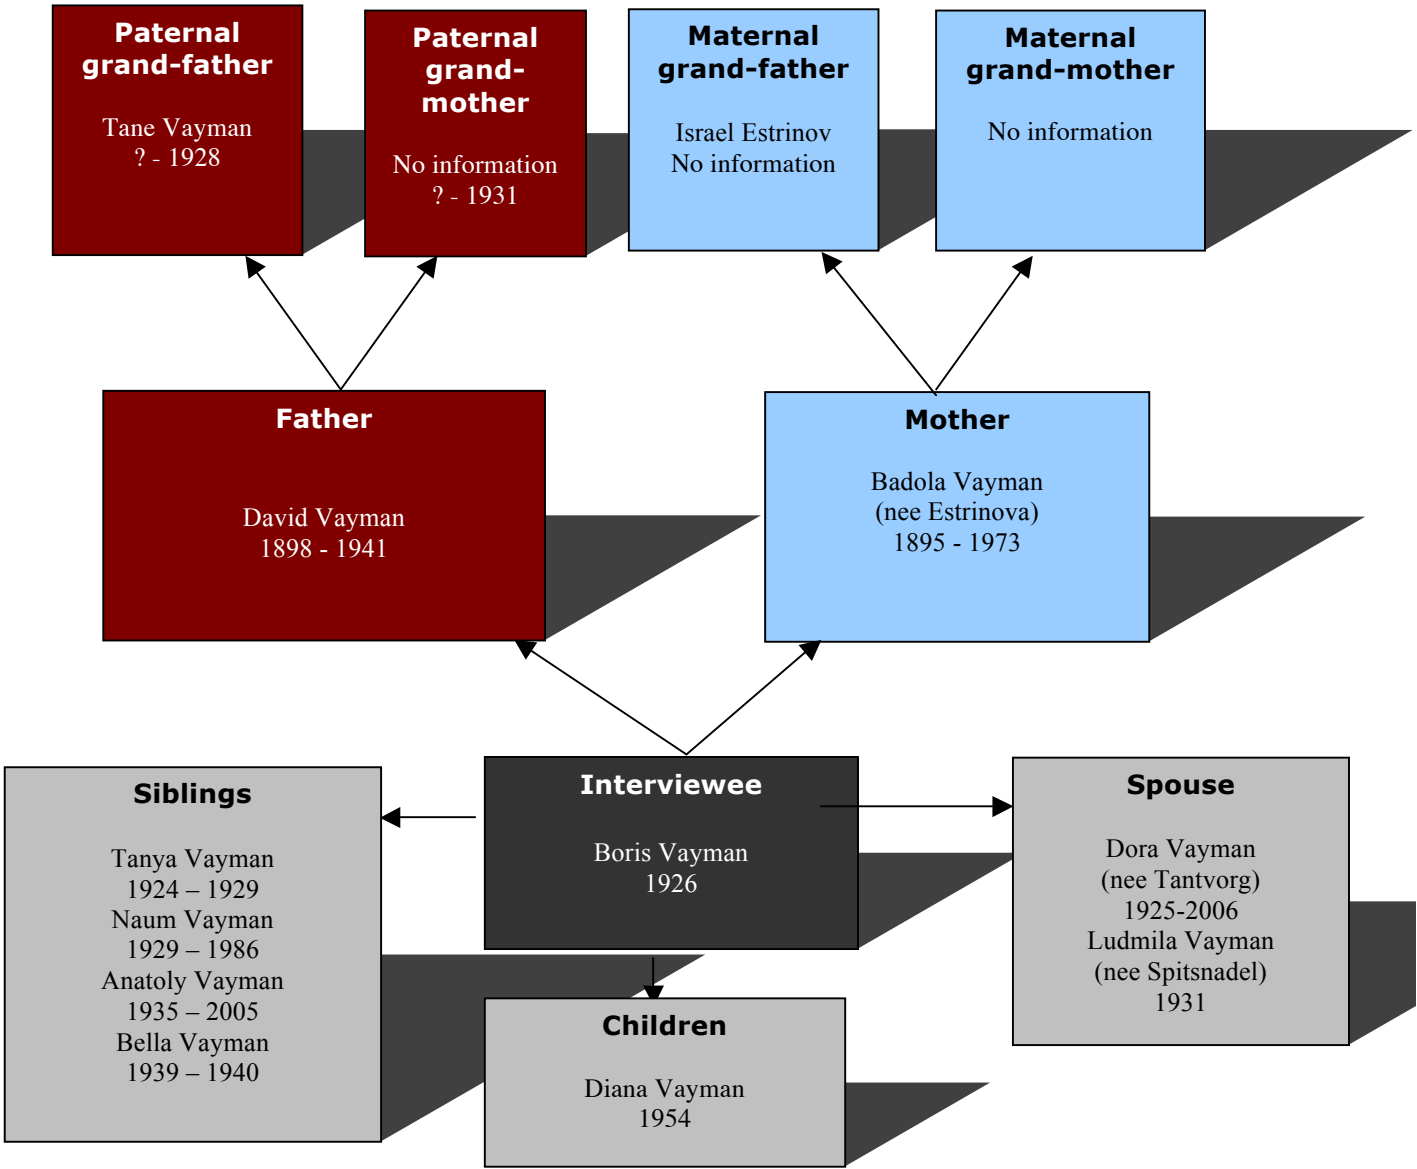 Paternal
grand-father
Tane Vayman
? - 1928
Paternal
grand-
mother
No information
? - 1931
Maternal
grand-father
Israel Estrinov
No information
Maternal
grand-mother
No information
Father
David Vayman
1898 - 1941
Mother
Badola Vayman
(nee Estrinova)
1895 - 1973
Siblings
Tanya Vayman
1924 – 1929
Naum Vayman
1929 – 1986
Anatoly Vayman
1935 – 2005
Bella Vayman
1939 – 1940
Interviewee
Boris Vayman
1926
Spouse
Dora Vayman
(nee Tantvorg)
1925-2006
Ludmila Vayman
(nee Spitsnadel)
1931
Children
Diana Vayman
1954